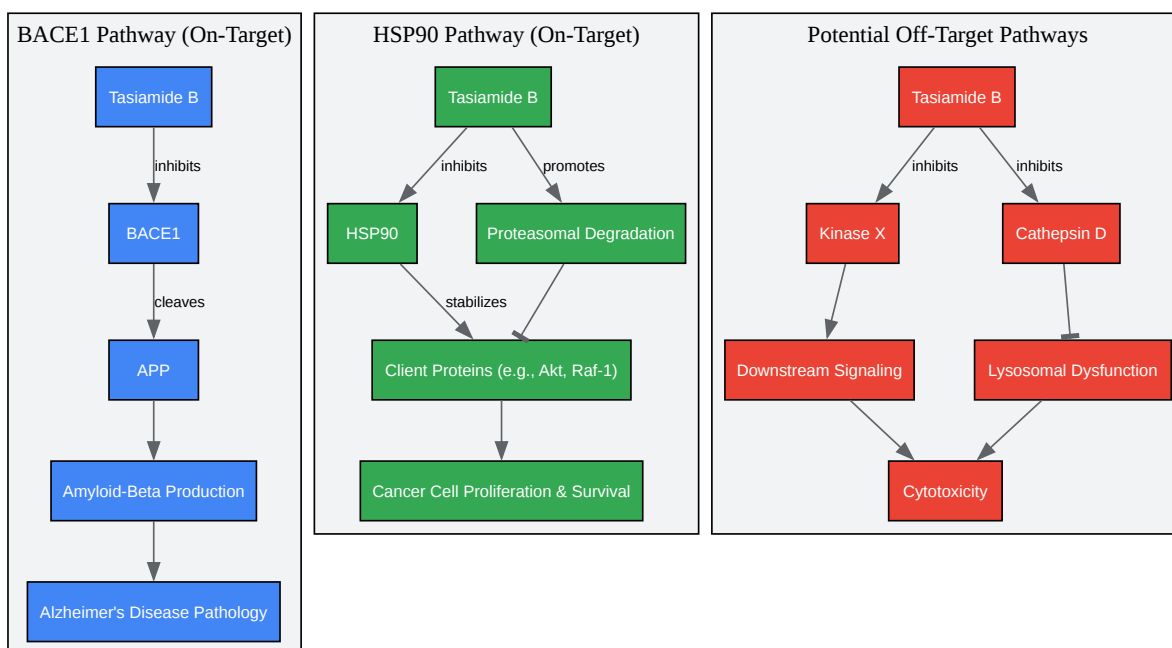 BACE1 Pathway (On-Target)
Tasiamide B
inhibits
BACE1
cleaves
APP
Amyloid-Beta Production
Alzheimer's Disease Pathology
HSP90 Pathway (On-Target)
Tasiamide B
inhibits
promotes
HSP90
Proteasomal Degradation
stabilizes
Client Proteins (e.g., Akt, Raf-1)
Cancer Cell Proliferation & Survival
Potential Off-Target Pathways
Tasiamide B
inhibits
inhibits
Kinase X
Cathepsin D
Downstream Signaling
Lysosomal Dysfunction
Cytotoxicity